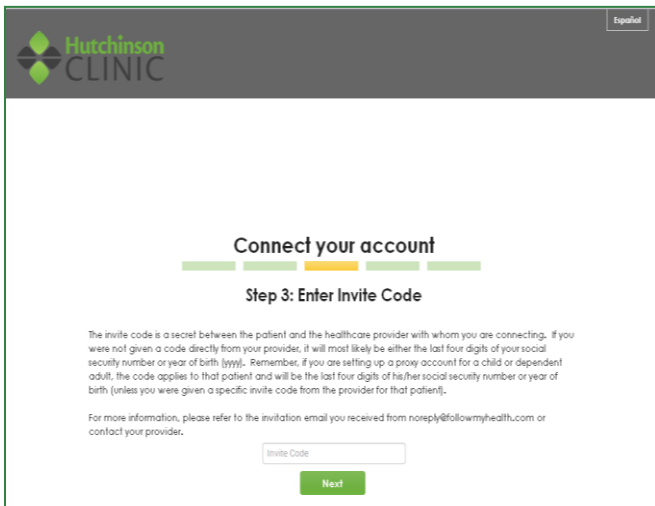 Español
Hutchinson
CLINIC
Connect your account
Step 3: Enter Invite Code
The invite code is a secret between the patient and the healthcare provider with whom you are connecting. If you
were not given a code directly from your provider, it will most likely be either the last four digits of your social
security number or year of birth (yyyy). Remember, if you are setting up a proxy account for a child or dependent
adult, the code applies to that patient and will be the last four digits of his/her social security number or year of
birth (unless you were given a specific invite code from the provider for that patient).
For more information, please refer to the invitation email you received from noreply@followmyhealth.com or
contact your provider.
Invite Code
Next